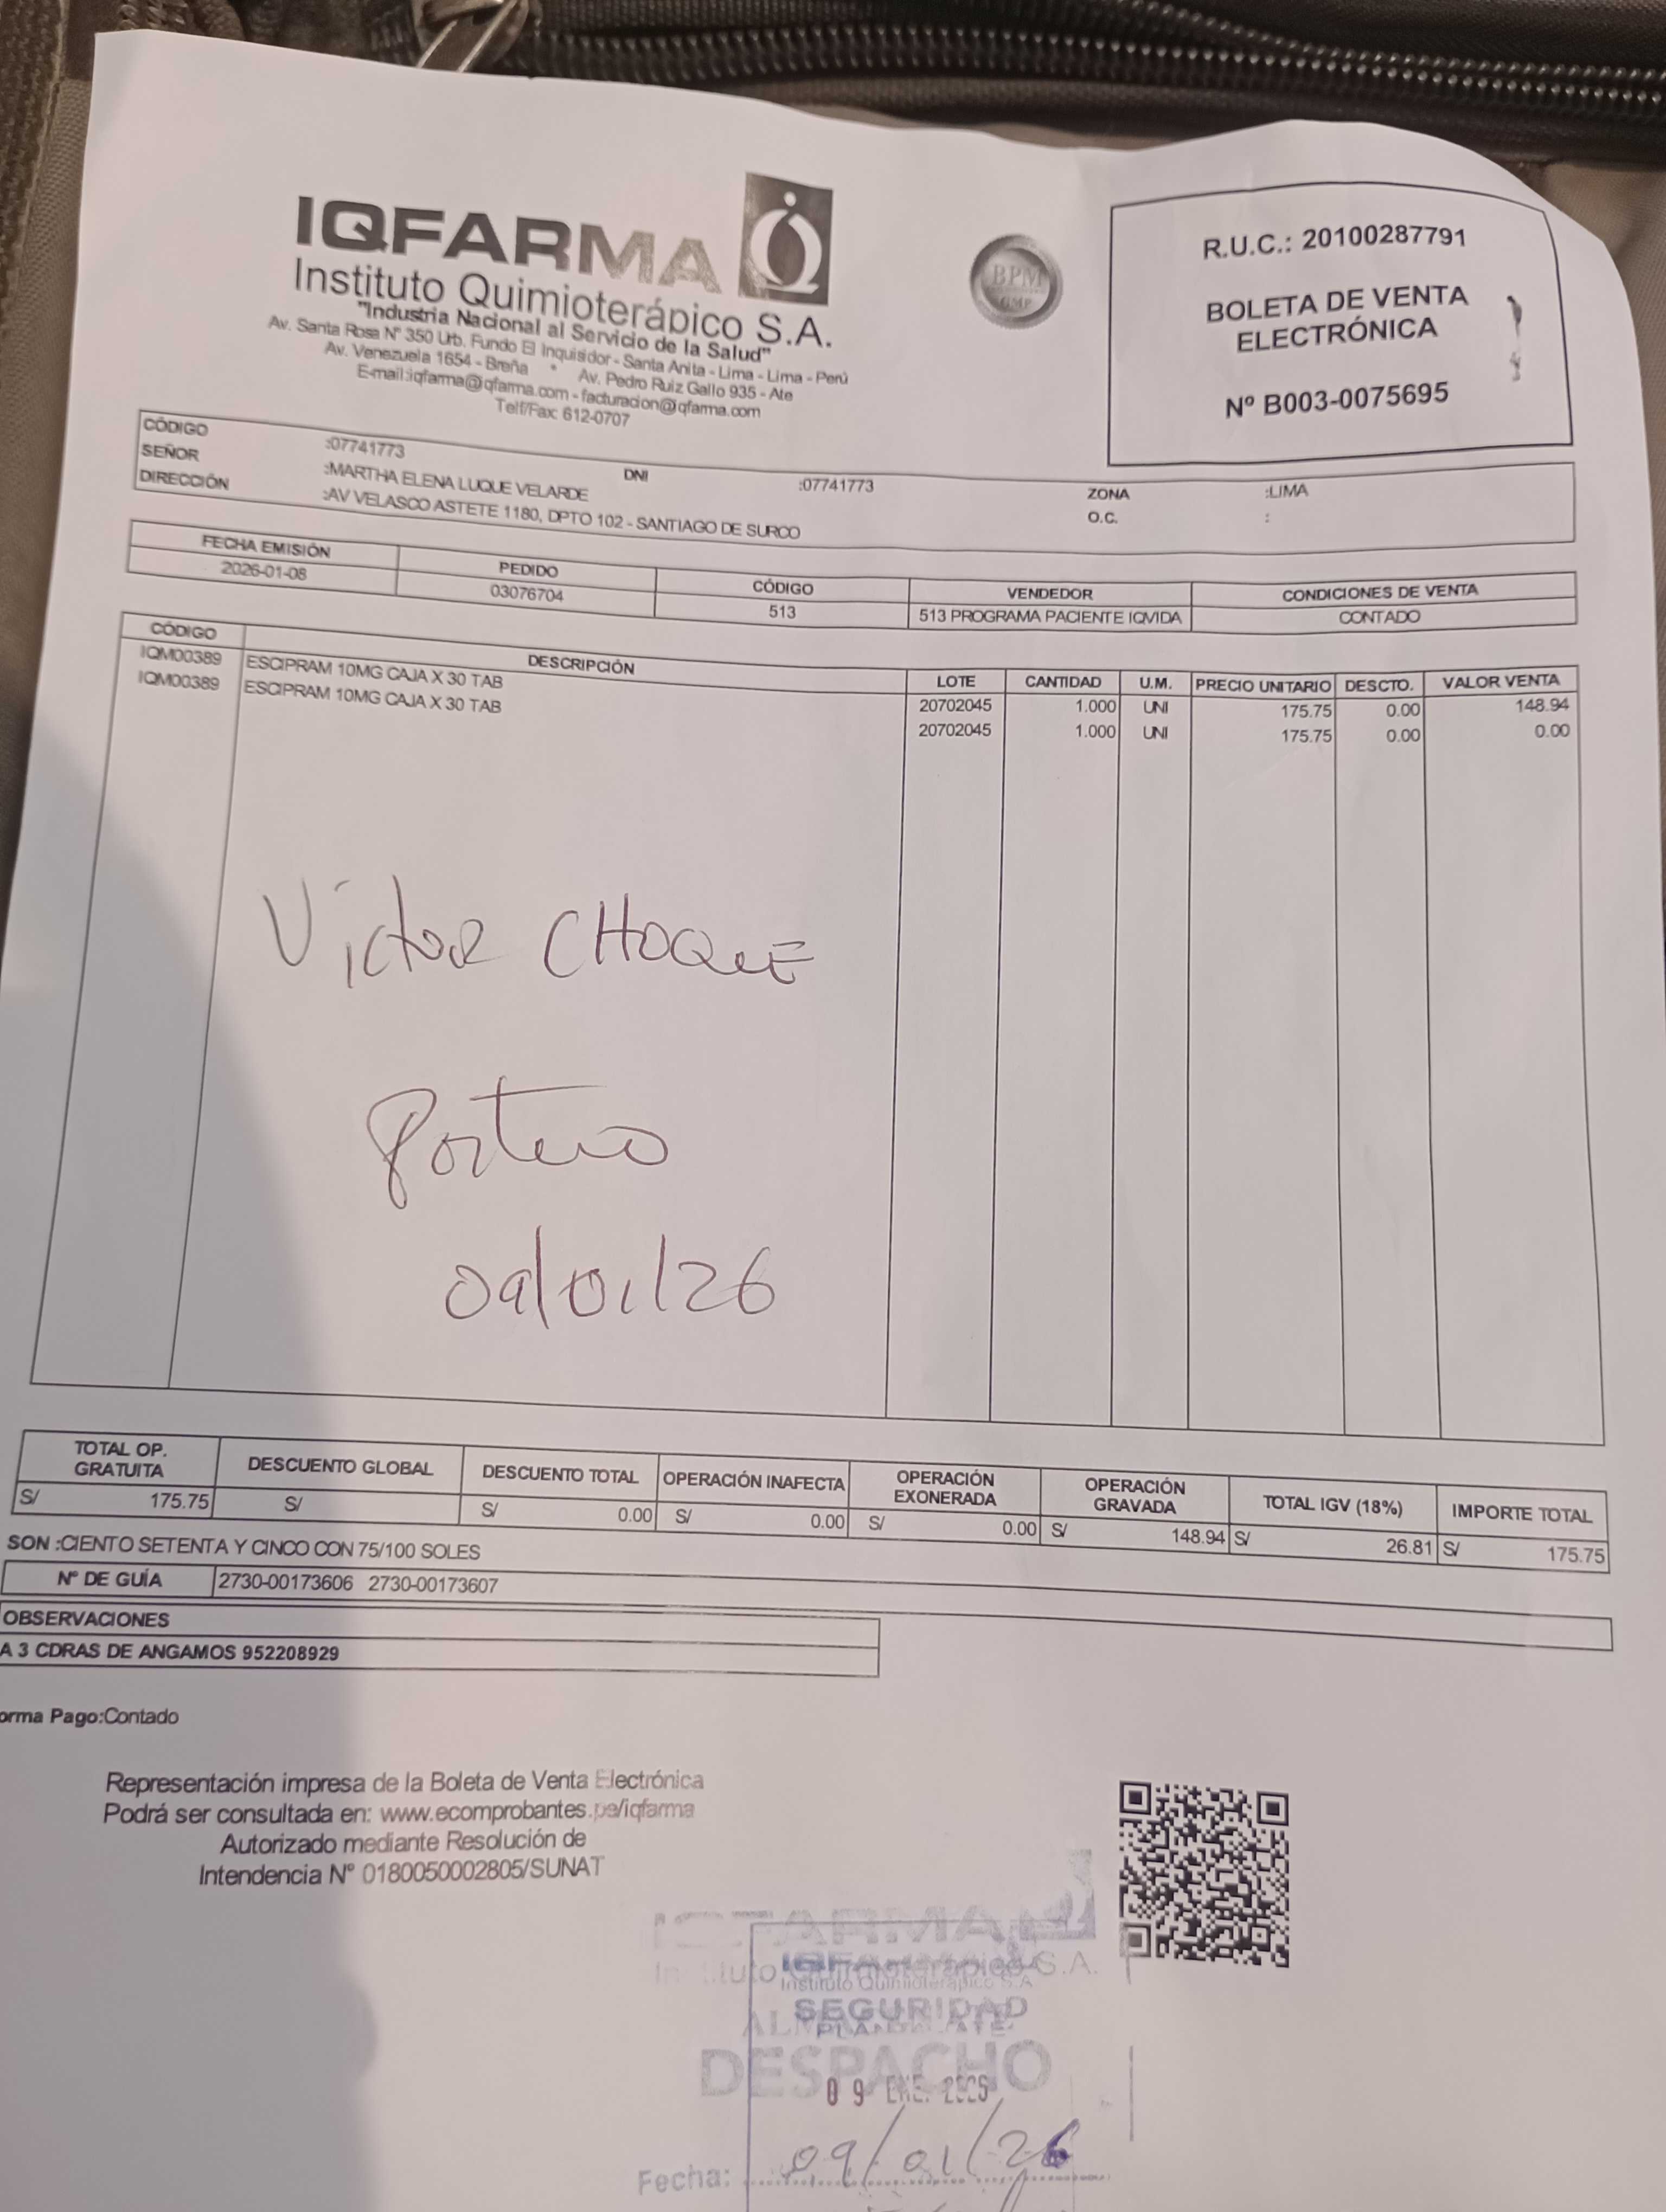 IQFARMA
Instituto Quimioterápico S.A.
"Industria Nacional al Servicio de la Salud"
Av. Santa Rosa N° 350 Urb. Fundo El Inquisidor - Santa Anita - Lima - Lima - Perú
Av. Venezuela 1654 - Breña • Av. Pedro Ruiz Gallo 935 - Ate
E-mail:iqfarma@iqfarma.com - facturacion@iqfarma.com
Telf/Fax: 612-0707
BPM
GMP
R.U.C.: 20100287791
BOLETA DE VENTA
ELECTRÓNICA
Nº B003-0075695
CÓDIGO :07741773
SEÑOR :MARTHA ELENA LUQUE VELARDE DNI :07741773 ZONA :LIMA
DIRECCIÓN :AV VELASCO ASTETE 1180, DPTO 102 - SANTIAGO DE SURCO O.C. :
FECHA EMISIÓN PEDIDO CÓDIGO VENDEDOR CONDICIONES DE VENTA
2026-01-08 03076704 513 513 PROGRAMA PACIENTE IQVIDA CONTADO
CÓDIGO DESCRIPCIÓN LOTE CANTIDAD U.M. PRECIO UNITARIO DESCTO. VALOR VENTA
IQM00389 ESCIPRAM 10MG CAJA X 30 TAB 20702045 1.000 UNI 175.75 0.00 148.94
IQM00389 ESCIPRAM 10MG CAJA X 30 TAB 20702045 1.000 UNI 175.75 0.00 0.00
Víctor CHOQUE
Portero
09/01/26
TOTAL OP. GRATUITA DESCUENTO GLOBAL DESCUENTO TOTAL OPERACIÓN INAFECTA OPERACIÓN EXONERADA OPERACIÓN GRAVADA TOTAL IGV (18%) IMPORTE TOTAL
S/ 175.75 S/ S/ 0.00 S/ 0.00 S/ 0.00 S/ 148.94 S/ 26.81 S/ 175.75
SON :CIENTO SETENTA Y CINCO CON 75/100 SOLES
Nº DE GUÍA 2730-00173606 2730-00173607
OBSERVACIONES
A 3 CDRAS DE ANGAMOS 952208929
orma Pago:Contado
Representación impresa de la Boleta de Venta Electrónica
Podrá ser consultada en: www.ecomprobantes.pe/iqfarma
Autorizado mediante Resolución de
Intendencia N° 0180050002805/SUNAT
IQFARMA
Instituto Quimioterápico S.A.
SEGURIDAD
DESPACHO
09 ENE.
Fecha: 09/01/26